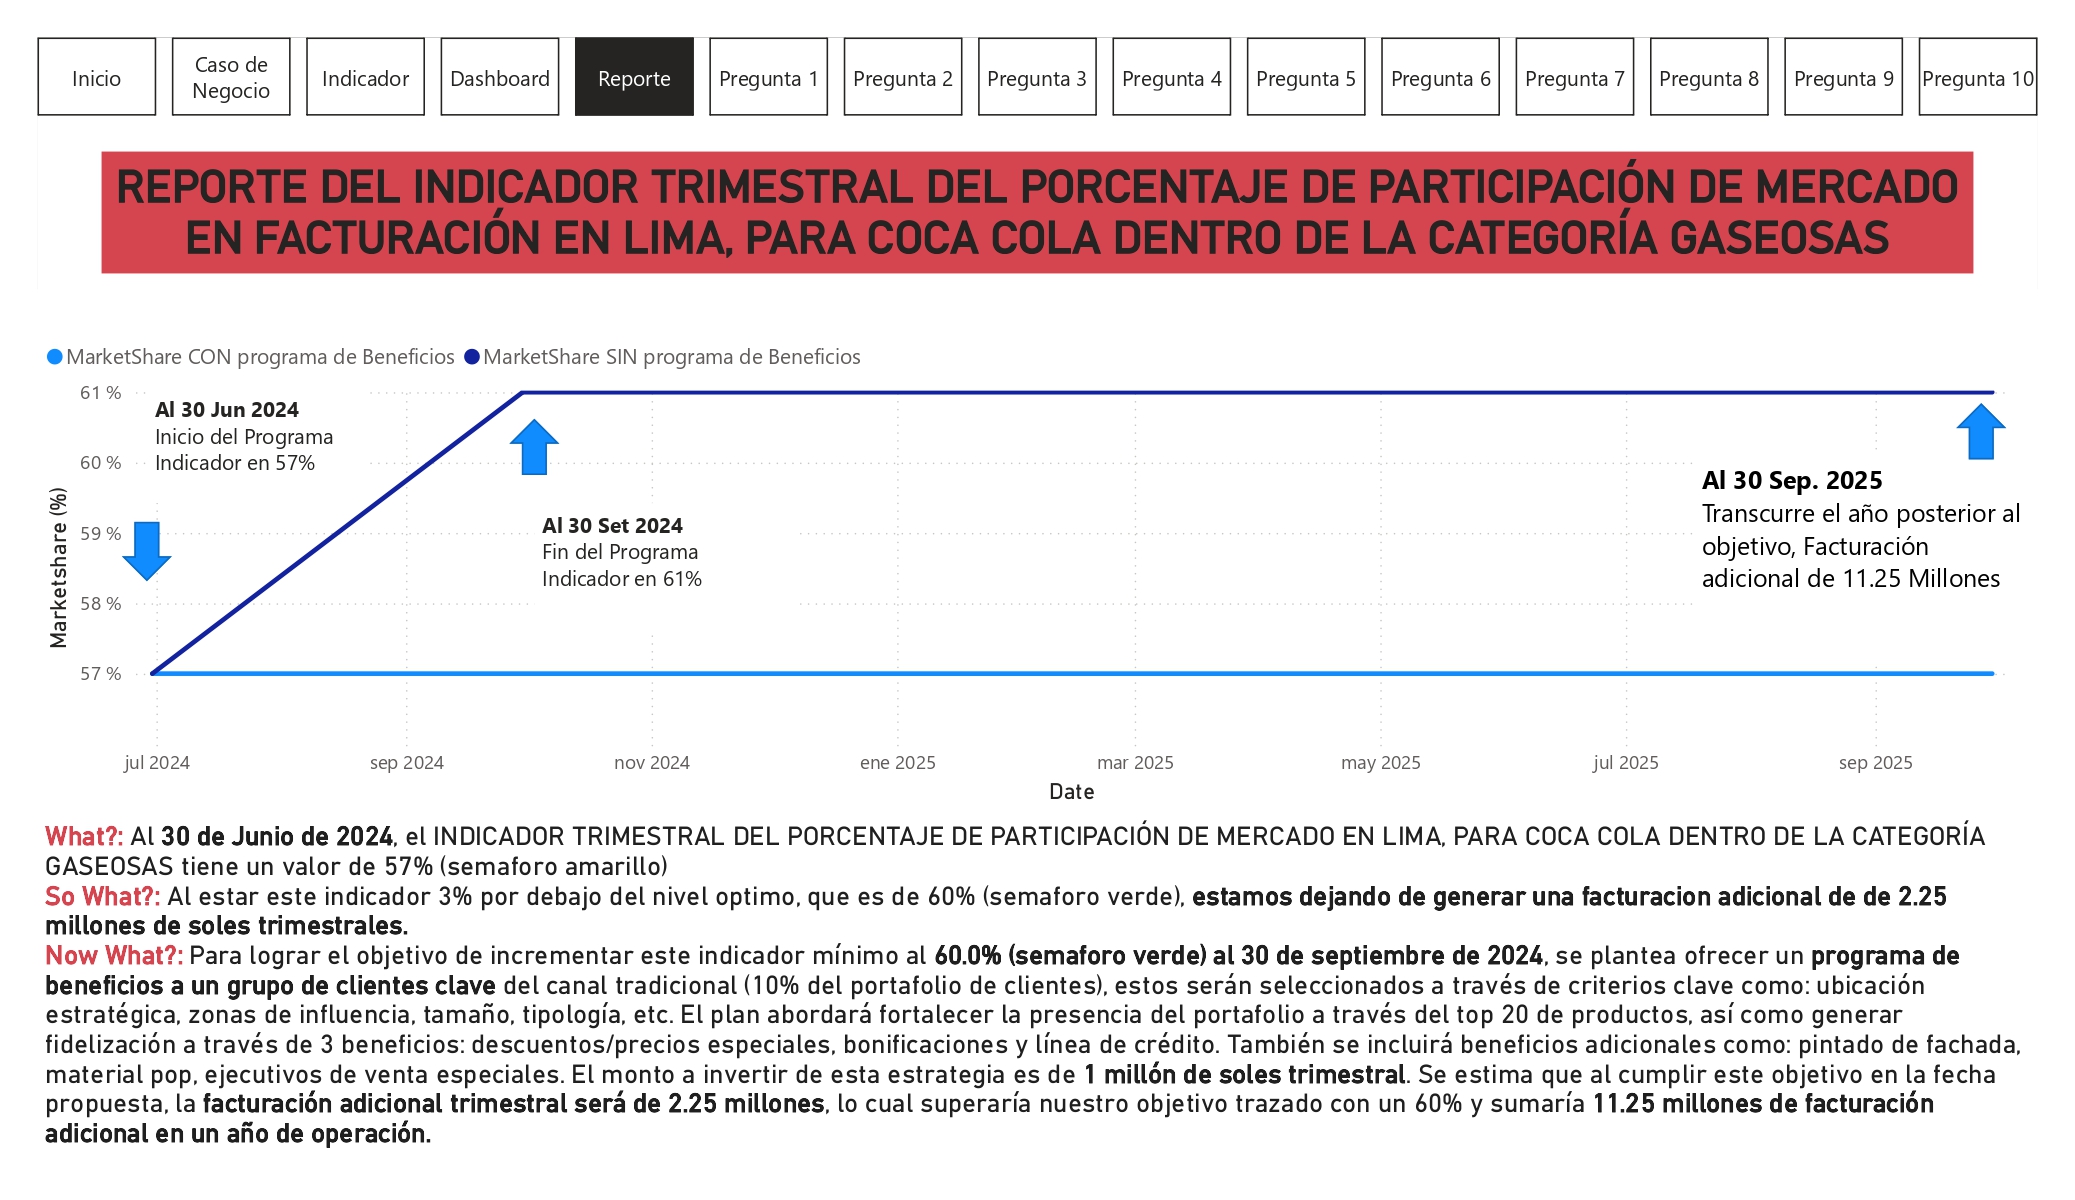 Inicio
Caso de
Negocio
Indicador
Dashboard
Reporte
Pregunta 1
Pregunta 2
Pregunta 3
Pregunta 4
Pregunta 5
Pregunta 6
Pregunta 7
Pregunta 8
Pregunta 9
Pregunta 10
REPORTE DEL INDICADOR TRIMESTRAL DEL PORCENTAJE DE PARTICIPACIÓN DE MERCADO
EN FACTURACIÓN EN LIMA, PARA COCA COLA DENTRO DE LA CATEGORÍA GASEOSAS
MarketShare CON programa de Beneficios MarketShare SIN programa de Beneficios
Marketshare (%)
61 %
60 %
59 %
58 %
57 %
Al 30 Jun 2024
Inicio del Programa
Indicador en 57%
Al 30 Set 2024
Fin del Programa
Indicador en 61%
Al 30 Sep. 2025
Transcurre el año posterior al
objetivo, Facturación
adicional de 11.25 Millones
jul 2024
sep 2024
nov 2024
ene 2025
mar 2025
may 2025
jul 2025
sep 2025
Date
What?: Al 30 de Junio de 2024, el INDICADOR TRIMESTRAL DEL PORCENTAJE DE PARTICIPACIÓN DE MERCADO EN LIMA, PARA COCA COLA DENTRO DE LA CATEGORÍA
GASEOSAS tiene un valor de 57% (semaforo amarillo)
So What?: Al estar este indicador 3% por debajo del nivel optimo, que es de 60% (semaforo verde), estamos dejando de generar una facturacion adicional de de 2.25
millones de soles trimestrales.
Now What?: Para lograr el objetivo de incrementar este indicador mínimo al 60.0% (semaforo verde) al 30 de septiembre de 2024, se plantea ofrecer un programa de
beneficios a un grupo de clientes clave del canal tradicional (10% del portafolio de clientes), estos serán seleccionados a través de criterios clave como: ubicación
estratégica, zonas de influencia, tamaño, tipología, etc. El plan abordará fortalecer la presencia del portafolio a través del top 20 de productos, así como generar
fidelización a través de 3 beneficios: descuentos/precios especiales, bonificaciones y línea de crédito. También se incluirá beneficios adicionales como: pintado de fachada,
material pop, ejecutivos de venta especiales. El monto a invertir de esta estrategia es de 1 millón de soles trimestral. Se estima que al cumplir este objetivo en la fecha
propuesta, la facturación adicional trimestral será de 2.25 millones, lo cual superaría nuestro objetivo trazado con un 60% y sumaría 11.25 millones de facturación
adicional en un año de operación.